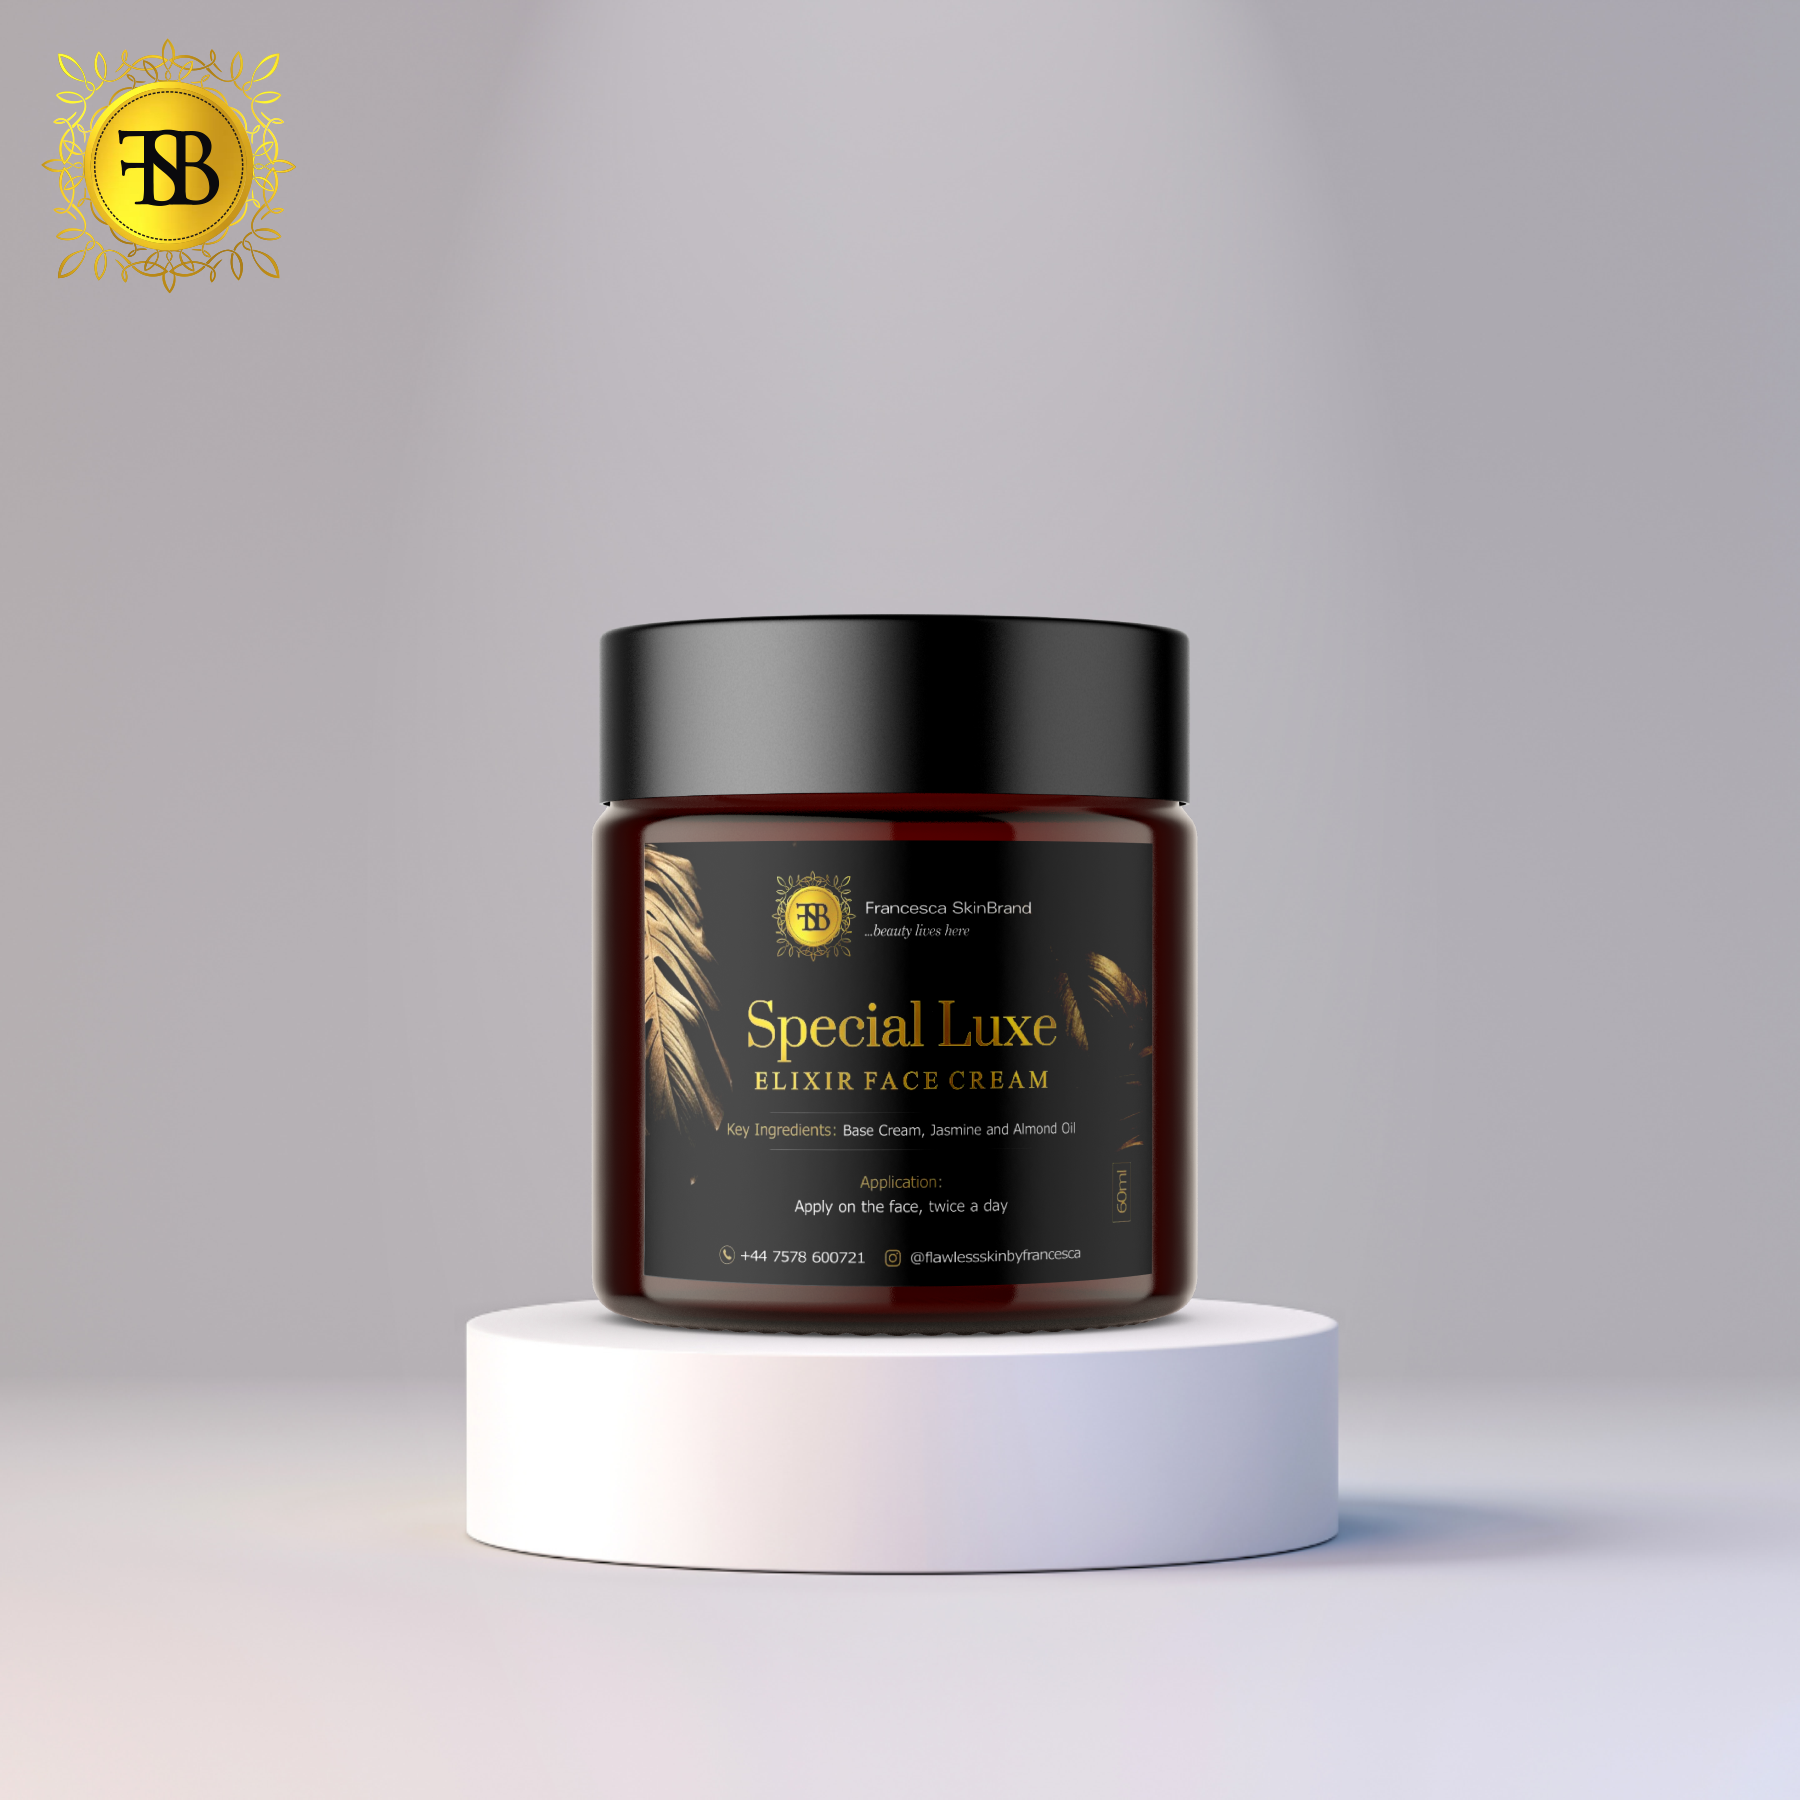 FSB
FSB
Francesca SkinBrand
...beauty lives here
Special Luxe
ELIXIR FACE CREAM
Key Ingredients: Base Cream, Jasmine and Almond Oil
Application:
Apply on the face, twice a day
60ml
+44 7578 600721 @flawlessskinbyfrancesca